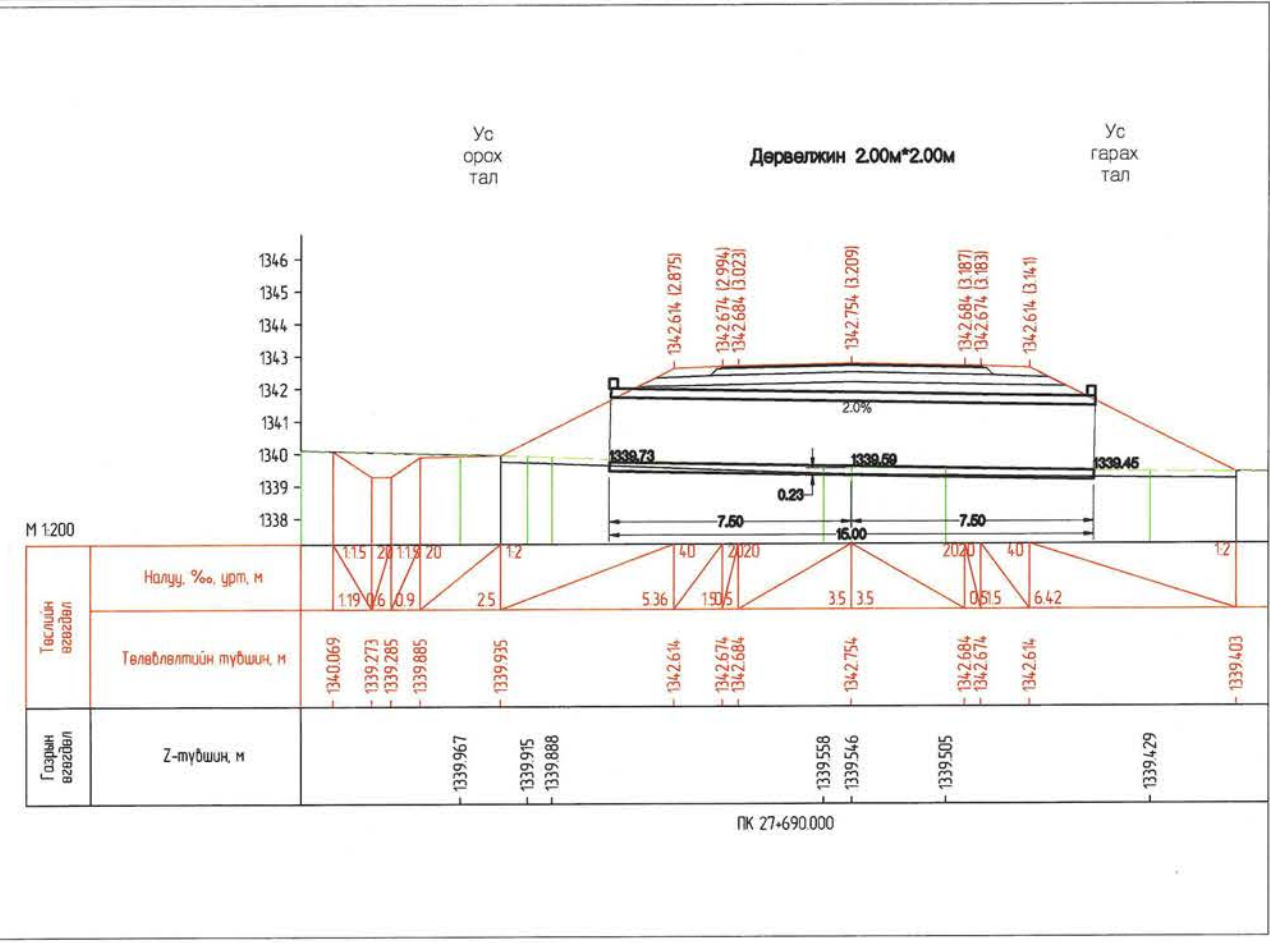 Ус
орох
тал
Дөрвөлжин 2.00м*2.00м
Ус
гарах
тал
1346
1345
1344
1343
1342
1341
1340
1339
1338
1342.614 (2.875)
1342.674 (2.994)
1342.684 (3.023)
1342.754 (3.209)
1342.684 (3.187)
1342.674 (3.183)
1342.614 (3.141)
2.0%
1339.73
1339.59
1339.45
0.23
7.50
7.50
15.00
М 1:200
Төслийн
өгөгдөл
Налуу, ‰, урт, м
1:1.5 20 1:1.5 20 1:2 40 20 20 20 20 40 1:2
1.19 0.6 0.9 2.5 5.36 1.5 0.5 3.5 3.5 0.5 1.5 6.42
Төлөвлөлтийн түвшин, м
1340.069
1339.273
1339.285
1339.885
1339.935
1342.614
1342.674
1342.684
1342.754
1342.684
1342.674
1342.614
1339.403
Газрын
өгөгдөл
Z-түвшин, м
1339.967
1339.915
1339.888
1339.558
1339.546
1339.505
1339.429
ПК 27+690.000